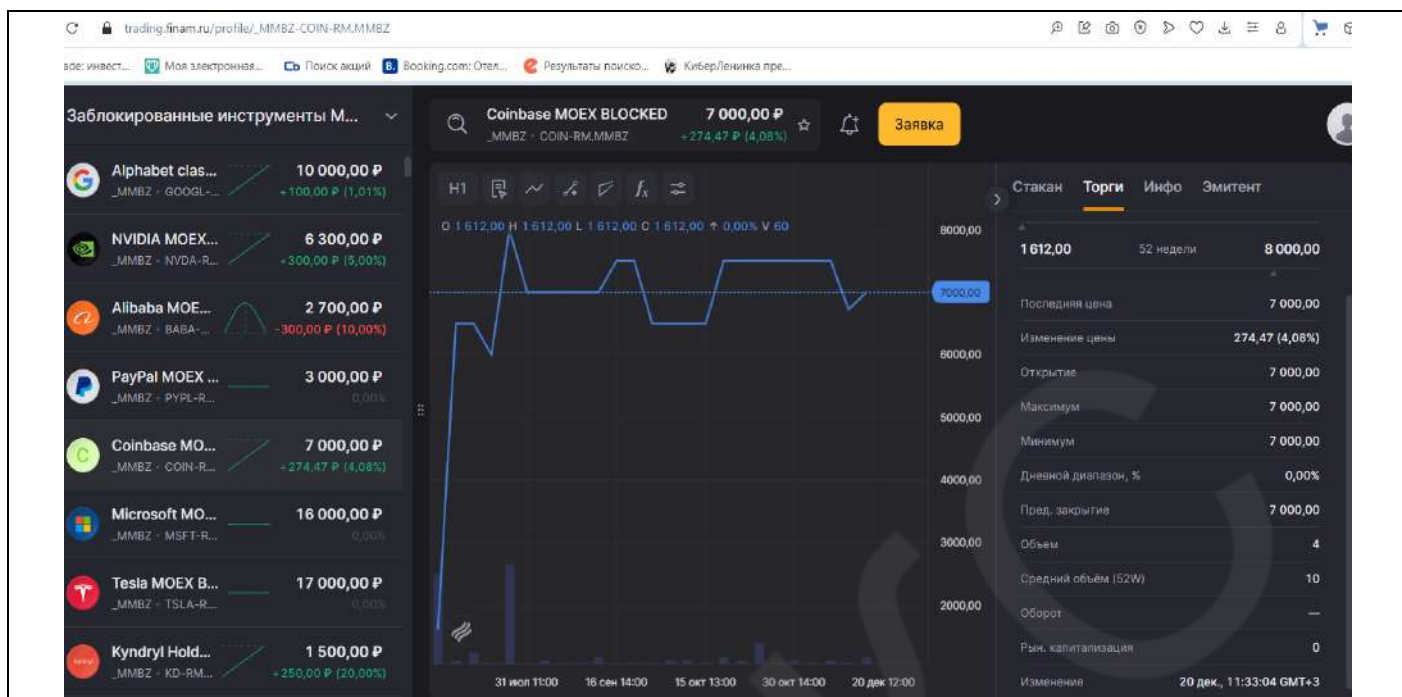 trading.finam.ru/profile/_MMBZ-COIN-RM.MMBZ
ade: инвест... Моя электронная... Поиск акций Booking.com: Отел... Результаты поиско... КиберЛенинка пре...
Заблокированные инструменты М...
Alphabet clas... 10 000,00 ₽
_MMBZ - GOOGL-... +100,00 ₽ (1,01%)
NVIDIA MOEX... 6 300,00 ₽
_MMBZ - NVDA-R... +300,00 ₽ (5,00%)
Alibaba MOE... 2 700,00 ₽
_MMBZ - BABA-... -300,00 ₽ (10,00%)
PayPal MOEX ... 3 000,00 ₽
_MMBZ - PYPL-R... 0,00%
Coinbase MO... 7 000,00 ₽
_MMBZ - COIN-R... +274,47 ₽ (4,08%)
Microsoft MO... 16 000,00 ₽
_MMBZ - MSFT-R... 0,00%
Tesla MOEX B... 17 000,00 ₽
_MMBZ - TSLA-R... 0,00%
Kyndryl Hold... 1 500,00 ₽
_MMBZ - KD-RM... +250,00 ₽ (20,00%)
Coinbase MOEX BLOCKED 7 000,00 ₽
_MMBZ - COIN-RM.MMBZ +274,47 ₽ (4,08%)
Заявка
H1
O 1 612,00 H 1 612,00 L 1 612,00 C 1 612,00 ↑ 0,00% V 60
8000,00
7000,00
6000,00
5000,00
4000,00
3000,00
2000,00
31 июл 11:00 16 сен 14:00 15 окт 13:00 30 окт 14:00 20 дек 12:00
Стакан Торги Инфо Эмитент
1 612,00 52 недели 8 000,00
Последняя цена 7 000,00
Изменение цены 274,47 (4,08%)
Открытие 7 000,00
Максимум 7 000,00
Минимум 7 000,00
Дневной диапазон, % 0,00%
Пред. закрытие 7 000,00
Объем 4
Средний объём (52W) 10
Оборот —
Рын. капитализация 0
Изменение 20 дек., 11:33:04 GMT+3